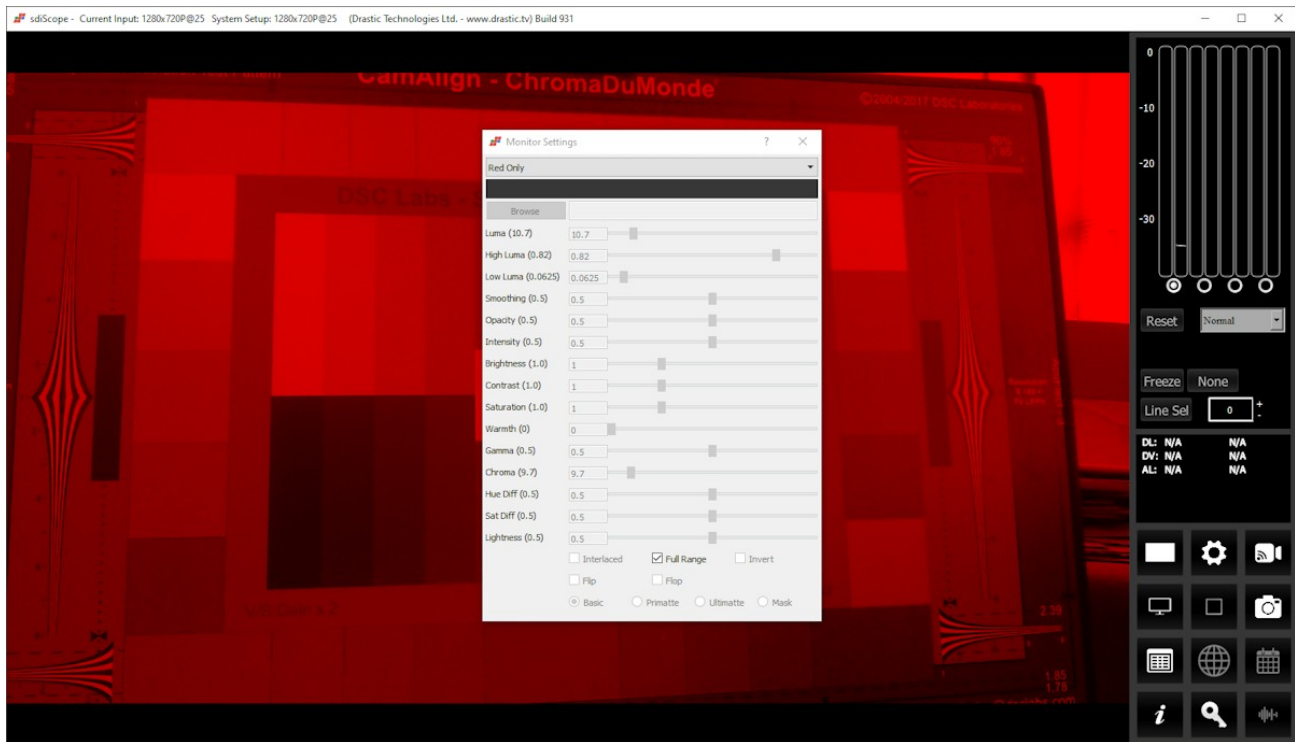 sdiScope - Current Input: 1280x720P@25 System Setup: 1280x720P@25 (Drastic Technologies Ltd. - www.drastic.tv) Build 931
CamAlign - ChromaDuMonde
©2004-2017 DSC Laboratories
DSC Labs -
Monitor Settings ?
Red Only
Browse
Luma (10.7) 10.7
High Luma (0.82) 0.82
Low Luma (0.0625) 0.0625
Smoothing (0.5) 0.5
Opacity (0.5) 0.5
Intensity (0.5) 0.5
Brightness (1.0) 1
Contrast (1.0) 1
Saturation (1.0) 1
Warmth (0) 0
Gamma (0.5) 0.5
Chroma (9.7) 9.7
Hue Diff (0.5) 0.5
Sat Diff (0.5) 0.5
Lightness (0.5) 0.5
Interlaced Full Range Invert
Flip Flop
Basic Primatte Ultimatte Mask
2.39
1.85
1.78
0
-10
-20
-30
Reset Normal
Freeze None
Line Sel 0 + -
DL: N/A N/A
DV: N/A N/A
AL: N/A N/A